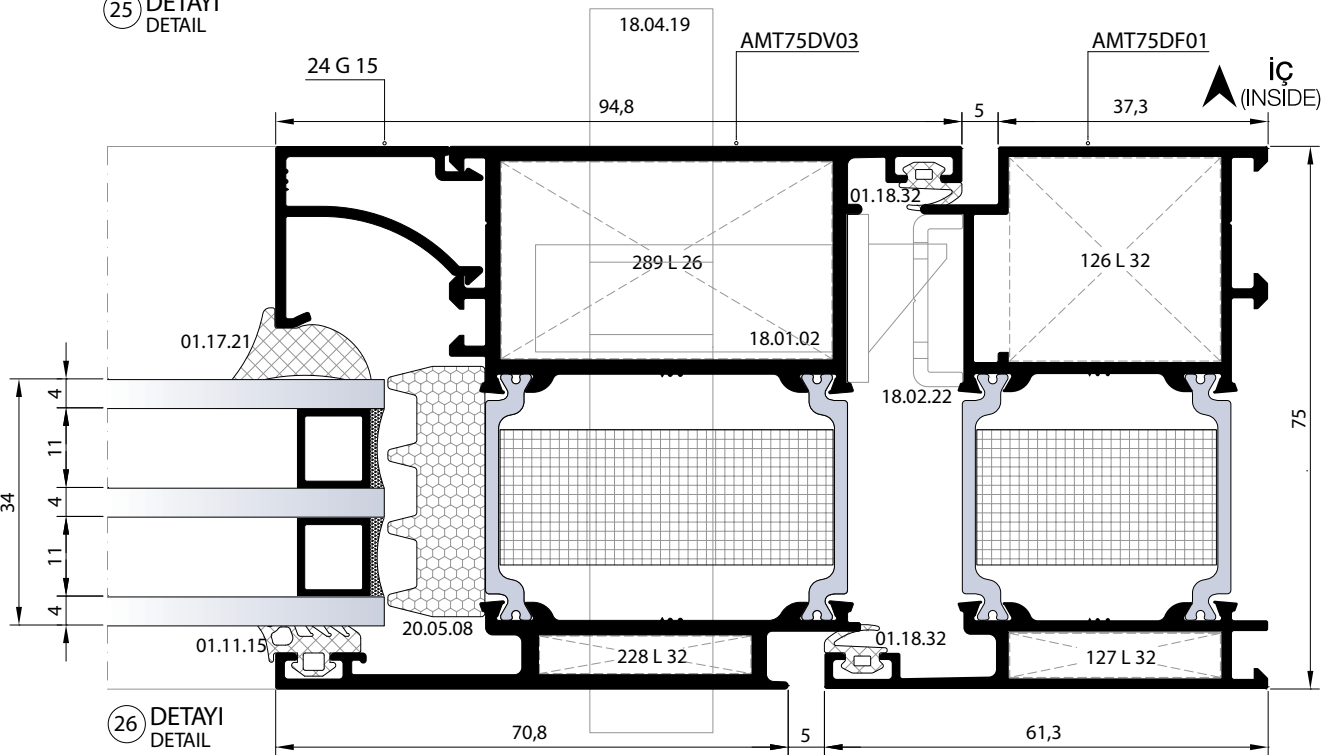 25 DETAYI
DETAIL
18.04.19
AMT75DV03
AMT75DF01
24 G 15
İÇ
(INSIDE)
94,8
5
37,3
01.18.32
289 L 26
126 L 32
01.17.21
18.01.02
18.02.22
4
11
4
11
4
34
75
20.05.08
01.11.15
01.18.32
228 L 32
127 L 32
26 DETAYI
DETAIL
70,8
5
61,3